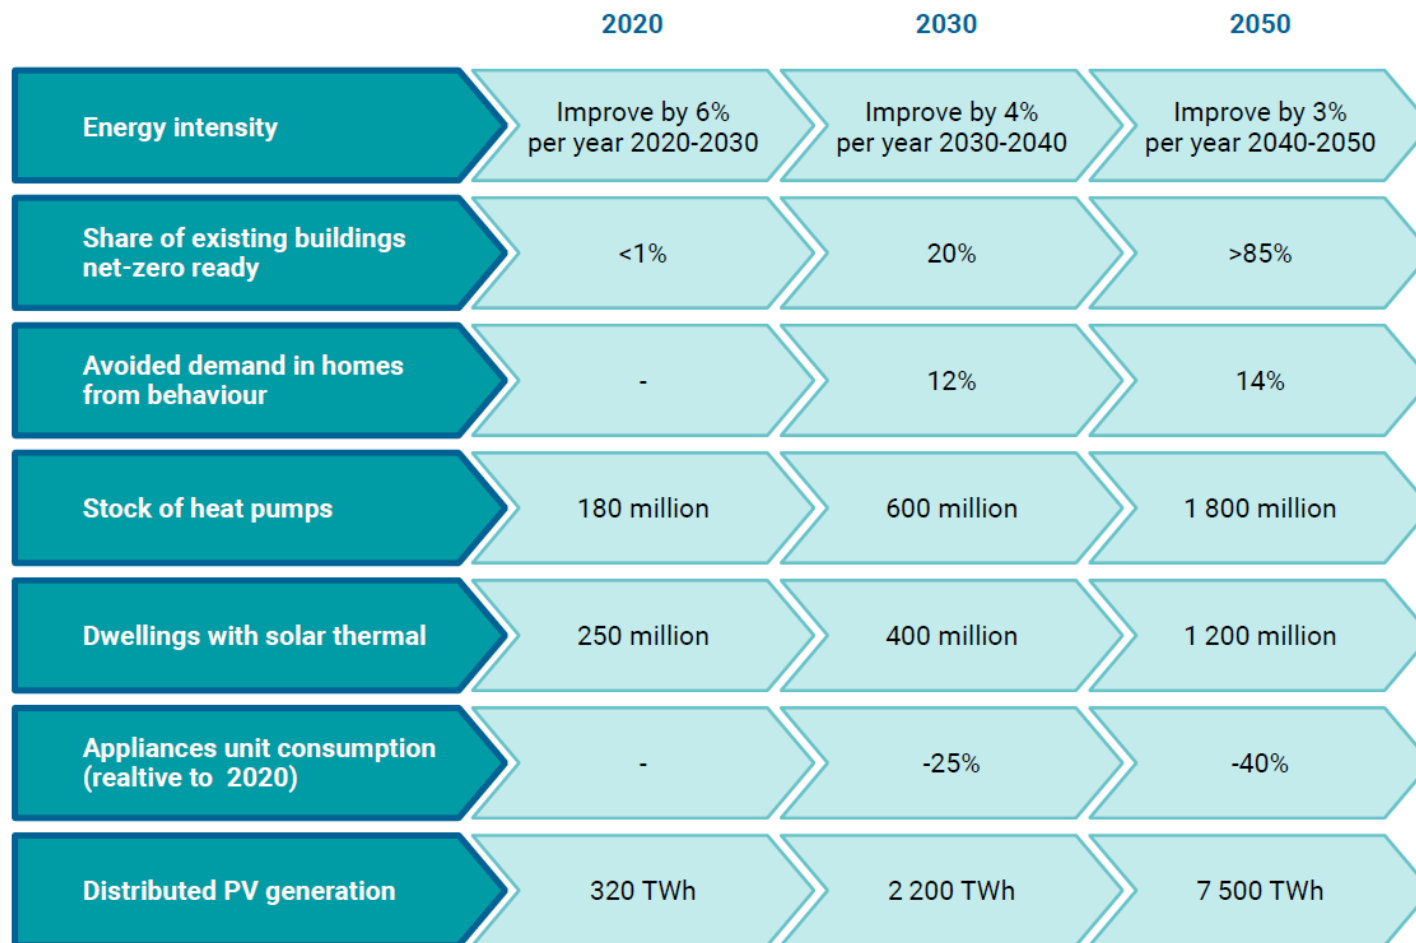 2020 2030 2050
Energy intensity
Improve by 6%
per year 2020-2030
Improve by 4%
per year 2030-2040
Improve by 3%
per year 2040-2050
Share of existing buildings
net-zero ready
<1%
20%
>85%
Avoided demand in homes
from behaviour
-
12%
14%
Stock of heat pumps
180 million
600 million
1 800 million
Dwellings with solar thermal
250 million
400 million
1 200 million
Appliances unit consumption
(realtive to 2020)
-
-25%
-40%
Distributed PV generation
320 TWh
2 200 TWh
7 500 TWh